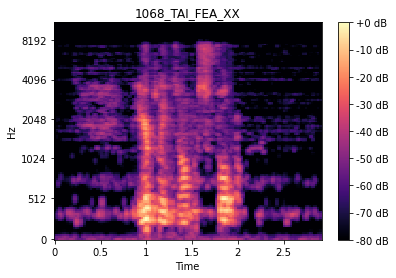 1068_TAI_FEA_XX
8192
4096
2048
1024
512
0
Hz
0
0.5
1
1.5
2
2.5
Time
+0 dB
-10 dB
-20 dB
-30 dB
-40 dB
-50 dB
-60 dB
-70 dB
-80 dB